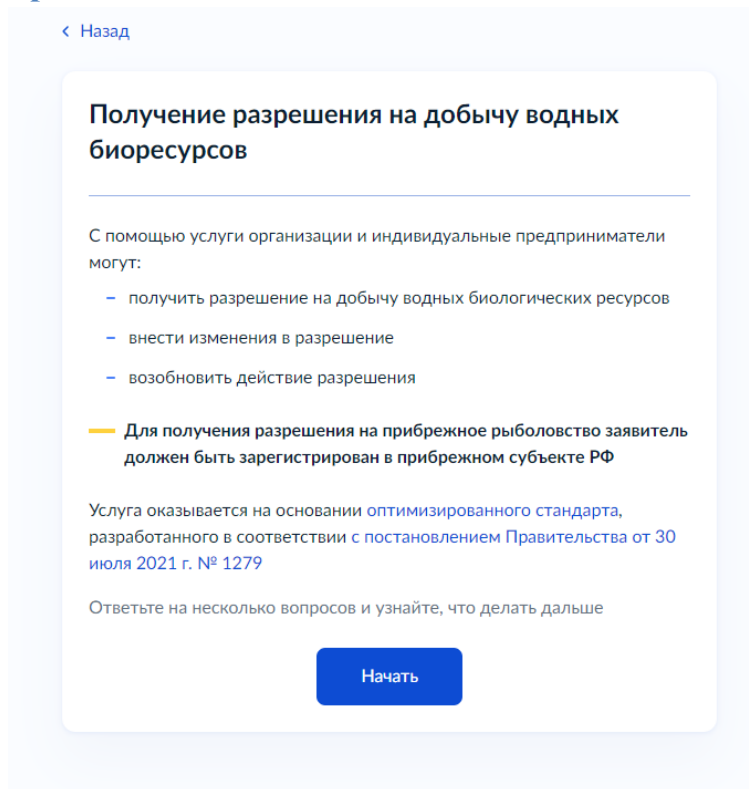 Назад
Получение разрешения на добычу водных
биоресурсов
С помощью услуги организации и индивидуальные предприниматели
могут:
– получить разрешение на добычу водных биологических ресурсов
– внести изменения в разрешение
– возобновить действие разрешения
Для получения разрешения на прибрежное рыболовство заявитель
должен быть зарегистрирован в прибрежном субъекте РФ
Услуга оказывается на основании оптимизированного стандарта,
разработанного в соответствии с постановлением Правительства от 30
июля 2021 г. № 1279
Ответьте на несколько вопросов и узнайте, что делать дальше
Начать